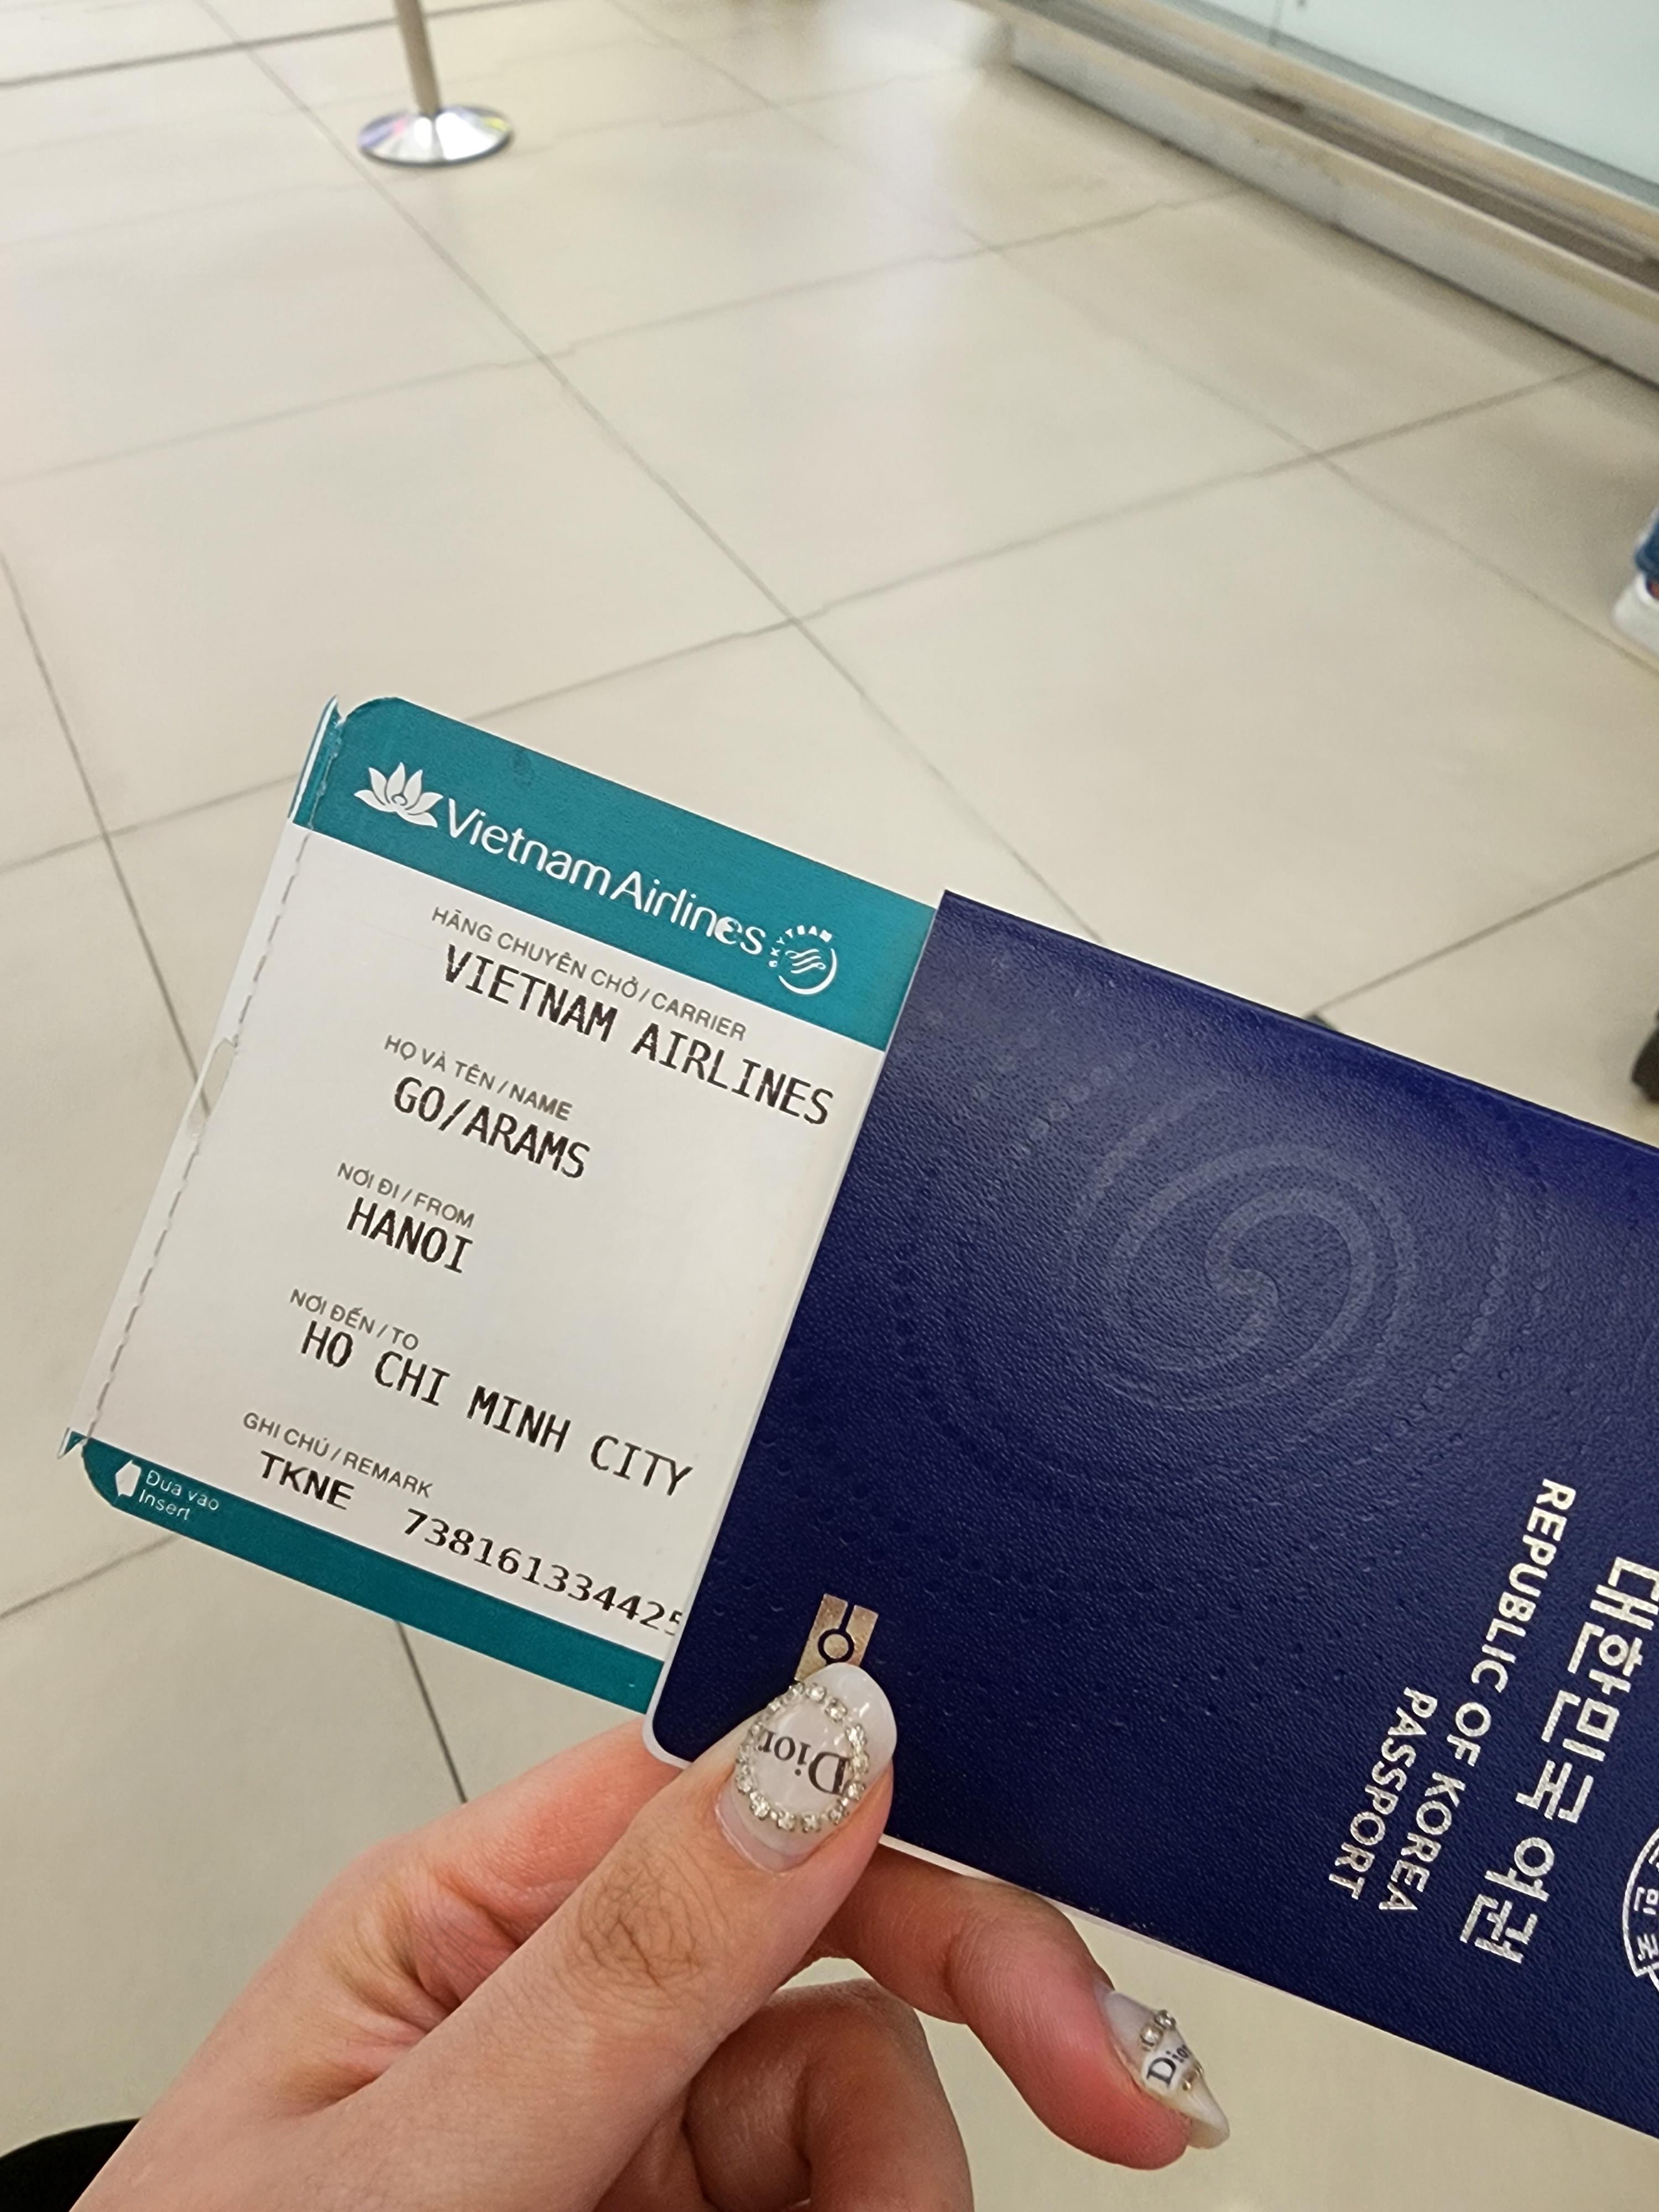 Vietnam Airlines
SKYTEAM
HÃNG CHUYÊN CHỞ / CARRIER
VIETNAM AIRLINES
HỌ VÀ TÊN / NAME
GO/ARAMS
NƠI ĐI / FROM
HANOI
NƠI ĐẾN / TO
HO CHI MINH CITY
GHI CHÚ / REMARK
TKNE 73816133442
Đưa vào
Insert
대한민국 여권
REPUBLIC OF KOREA
PASSPORT
Dior
Dior